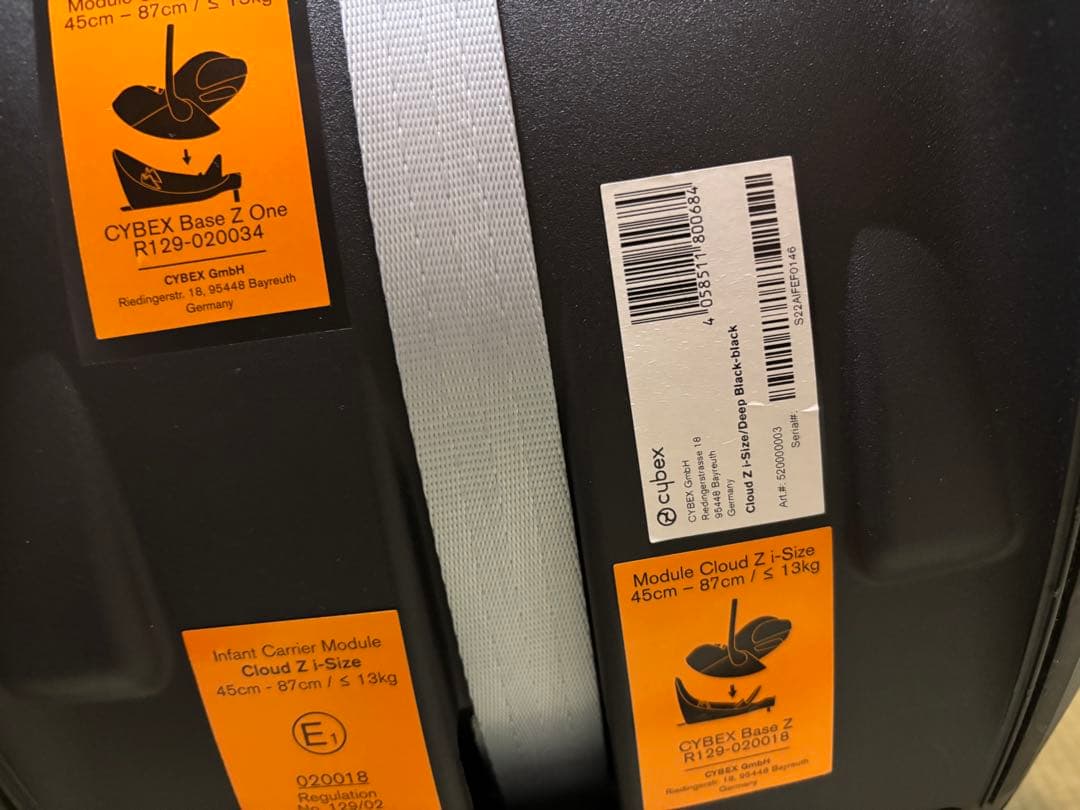 Module
45cm – 87cm / ≤ 13kg
CYBEX Base Z One
R129-020034
CYBEX GmbH
Riedingerstr. 18, 95448 Bayreuth
Germany
4 058511 800684
cybex
CYBEX GmbH
Riedingerstrasse 18
95448 Bayreuth
Germany
Cloud Z i-Size/Deep Black-black
Art.#: 520000003
Serial#:
S22AIFEF0146
Infant Carrier Module
Cloud Z i-Size
45cm - 87cm / ≤ 13kg
E1
020018
Regulation
No. 129/02
Module Cloud Z i-Size
45cm – 87cm / ≤ 13kg
CYBEX Base Z
R129-020018
CYBEX GmbH
Riedingerstr. 18, 95448 Bayreuth
Germany